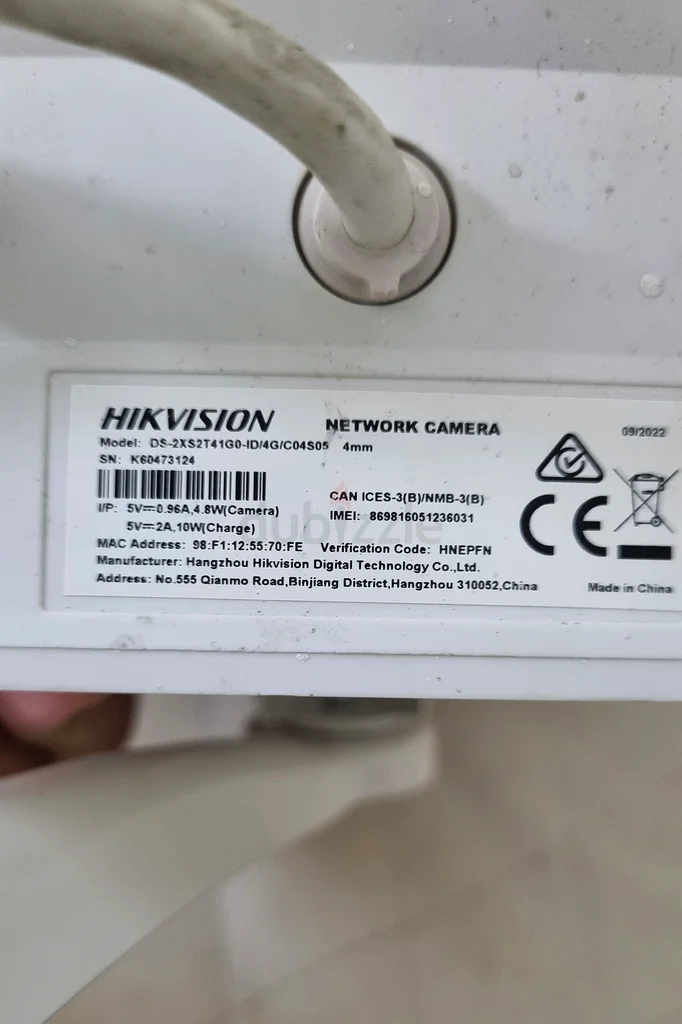 HIKVISION NETWORK CAMERA
09/2022
Model: DS-2XS2T41G0-ID/4G/C04S05 4mm
SN: K60473124
CAN ICES-3(B)/NMB-3(B)
I/P: 5V⎓0.96A,4.8W(Camera)
IMEI: 869816051236031
5V⎓2A,10W(Charge)
CE
dubizzle
MAC Address: 98:F1:12:55:70:FE Verification Code: HNEPFN
Manufacturer: Hangzhou Hikvision Digital Technology Co.,Ltd.
Address: No.555 Qianmo Road,Binjiang District,Hangzhou 310052,China
Made in China